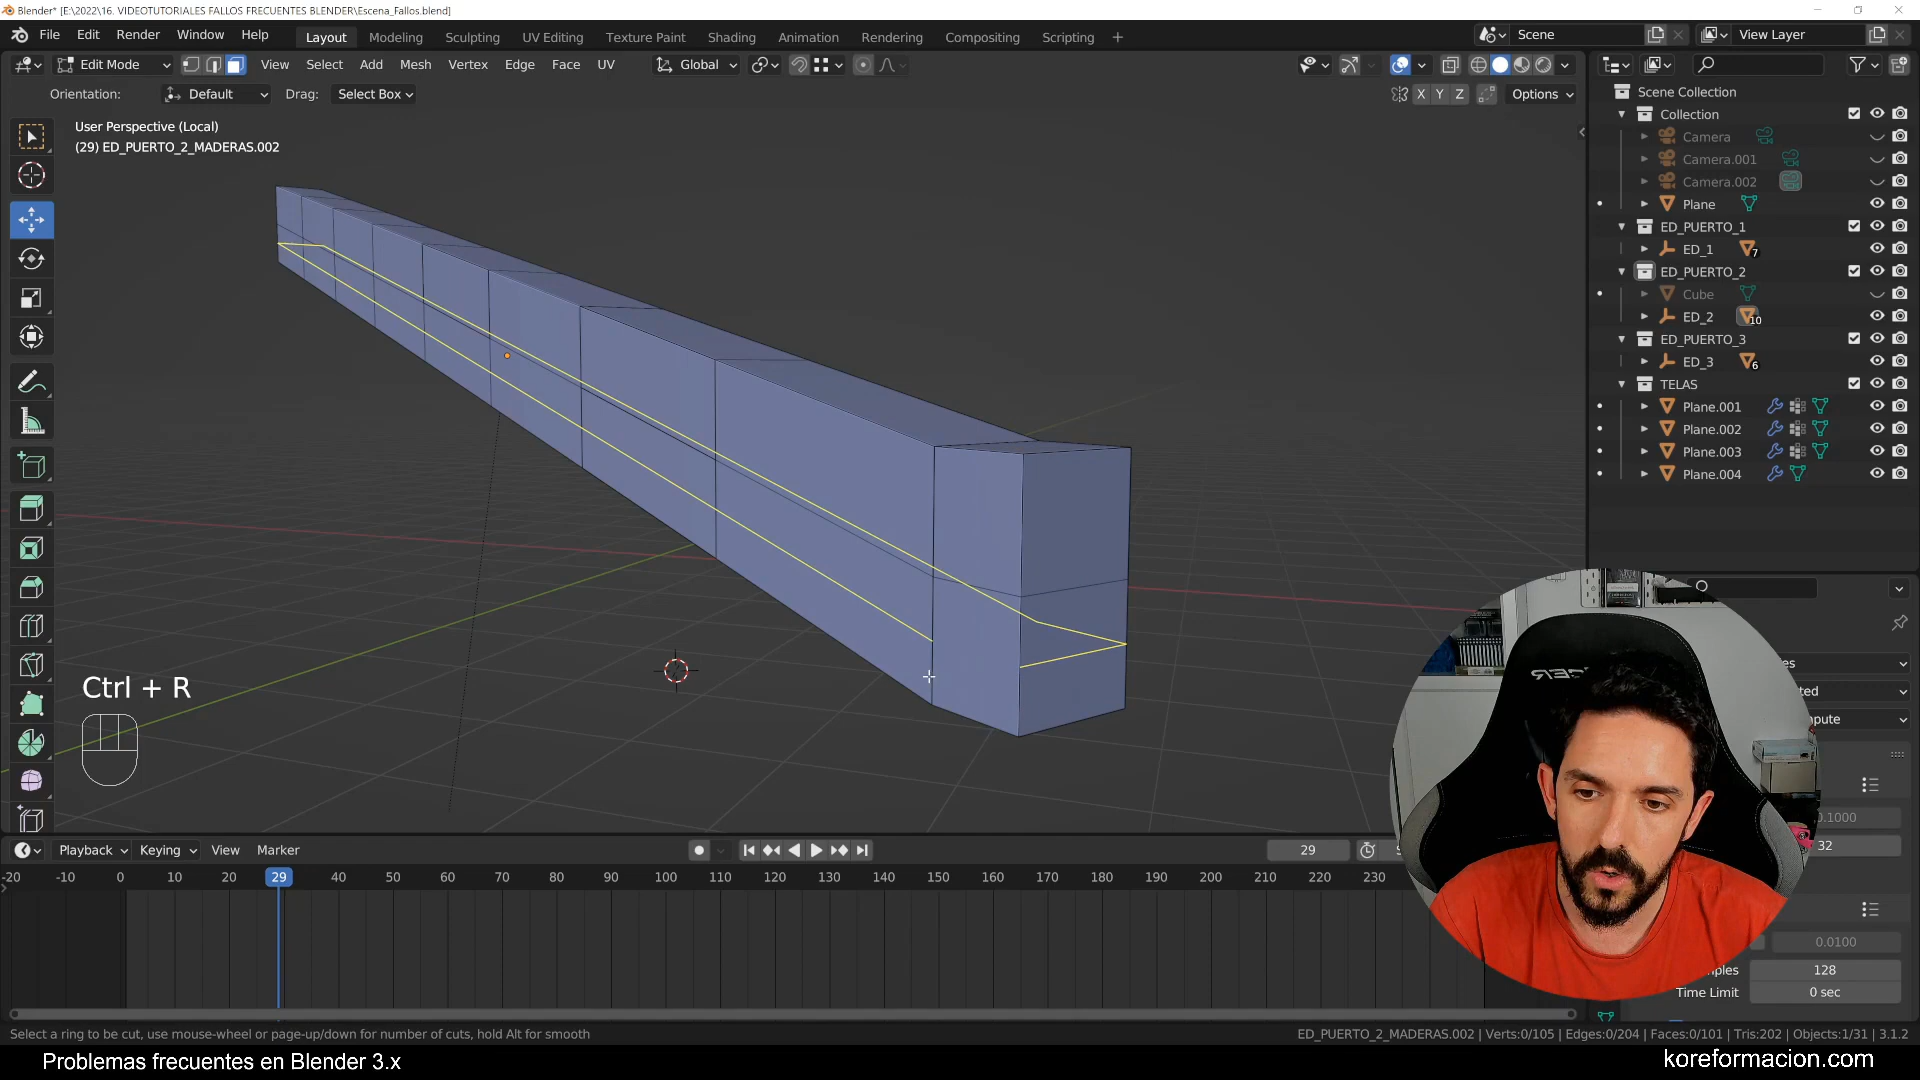 Blender* [E:\2022\16. VIDEOTUTORIALES FALLOS FRECUENTES BLENDER\Escena_Fallos.blend]
File Edit Render Window Help Layout Modeling Sculpting UV Editing Texture Paint Shading Animation Rendering Compositing Scripting + Scene View Layer
Edit Mode View Select Add Mesh Vertex Edge Face UV Global
Orientation: Default Drag: Select Box X Y Z Options
User Perspective (Local)
(29) ED_PUERTO_2_MADERAS.002
Scene Collection
Collection
Camera
Camera.001
Camera.002
Plane
ED_PUERTO_1
ED_1 7
ED_PUERTO_2
Cube
ED_2 10
ED_PUERTO_3
ED_3 6
TELAS
Plane.001
Plane.002
Plane.003
Plane.004
Ctrl + R
0.1000
32
0.0100
128
Time Limit 0 sec
Playback Keying View Marker 29
-20 -10 0 10 20 29 40 50 60 70 80 90 100 110 120 130 140 150 160 170 180 190 200 210 220 230
Select a ring to be cut, use mouse-wheel or page-up/down for number of cuts, hold Alt for smooth
ED_PUERTO_2_MADERAS.002 | Verts:0/105 | Edges:0/204 | Faces:0/101 | Tris:202 | Objects:1/31 | 3.1.2
Problemas frecuentes en Blender 3.x
koreformacion.com